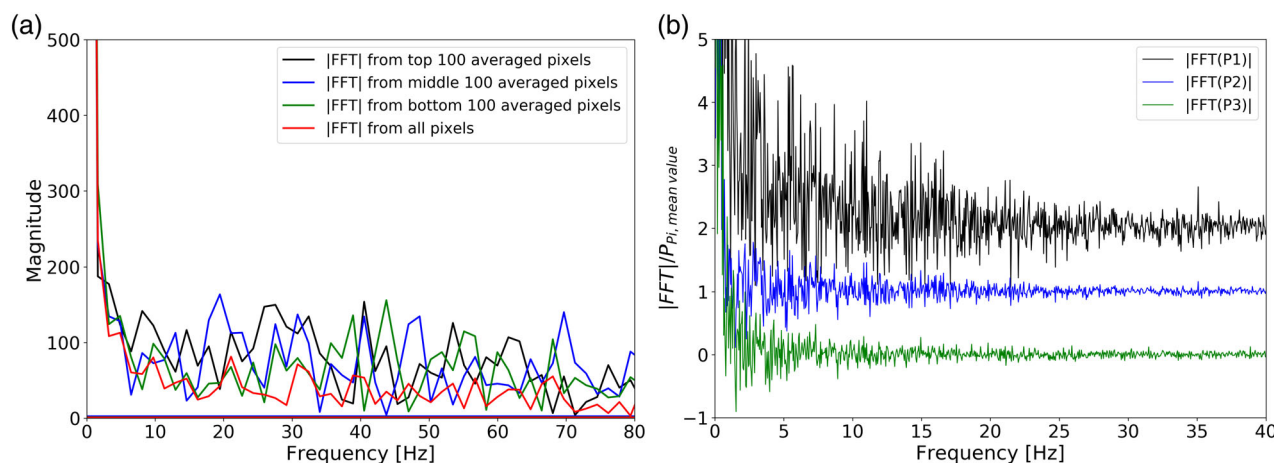 (a)
500
400
300
200
100
0
Magnitude
|FFT| from top 100 averaged pixels
|FFT| from middle 100 averaged pixels
|FFT| from bottom 100 averaged pixels
|FFT| from all pixels
0 10 20 30 40 50 60 70 80
Frequency [Hz]
(b)
5
4
3
2
1
0
−1
|FFT|/P_{Pi, mean value}
|FFT(P1)|
|FFT(P2)|
|FFT(P3)|
0 5 10 15 20 25 30 35 40
Frequency [Hz]